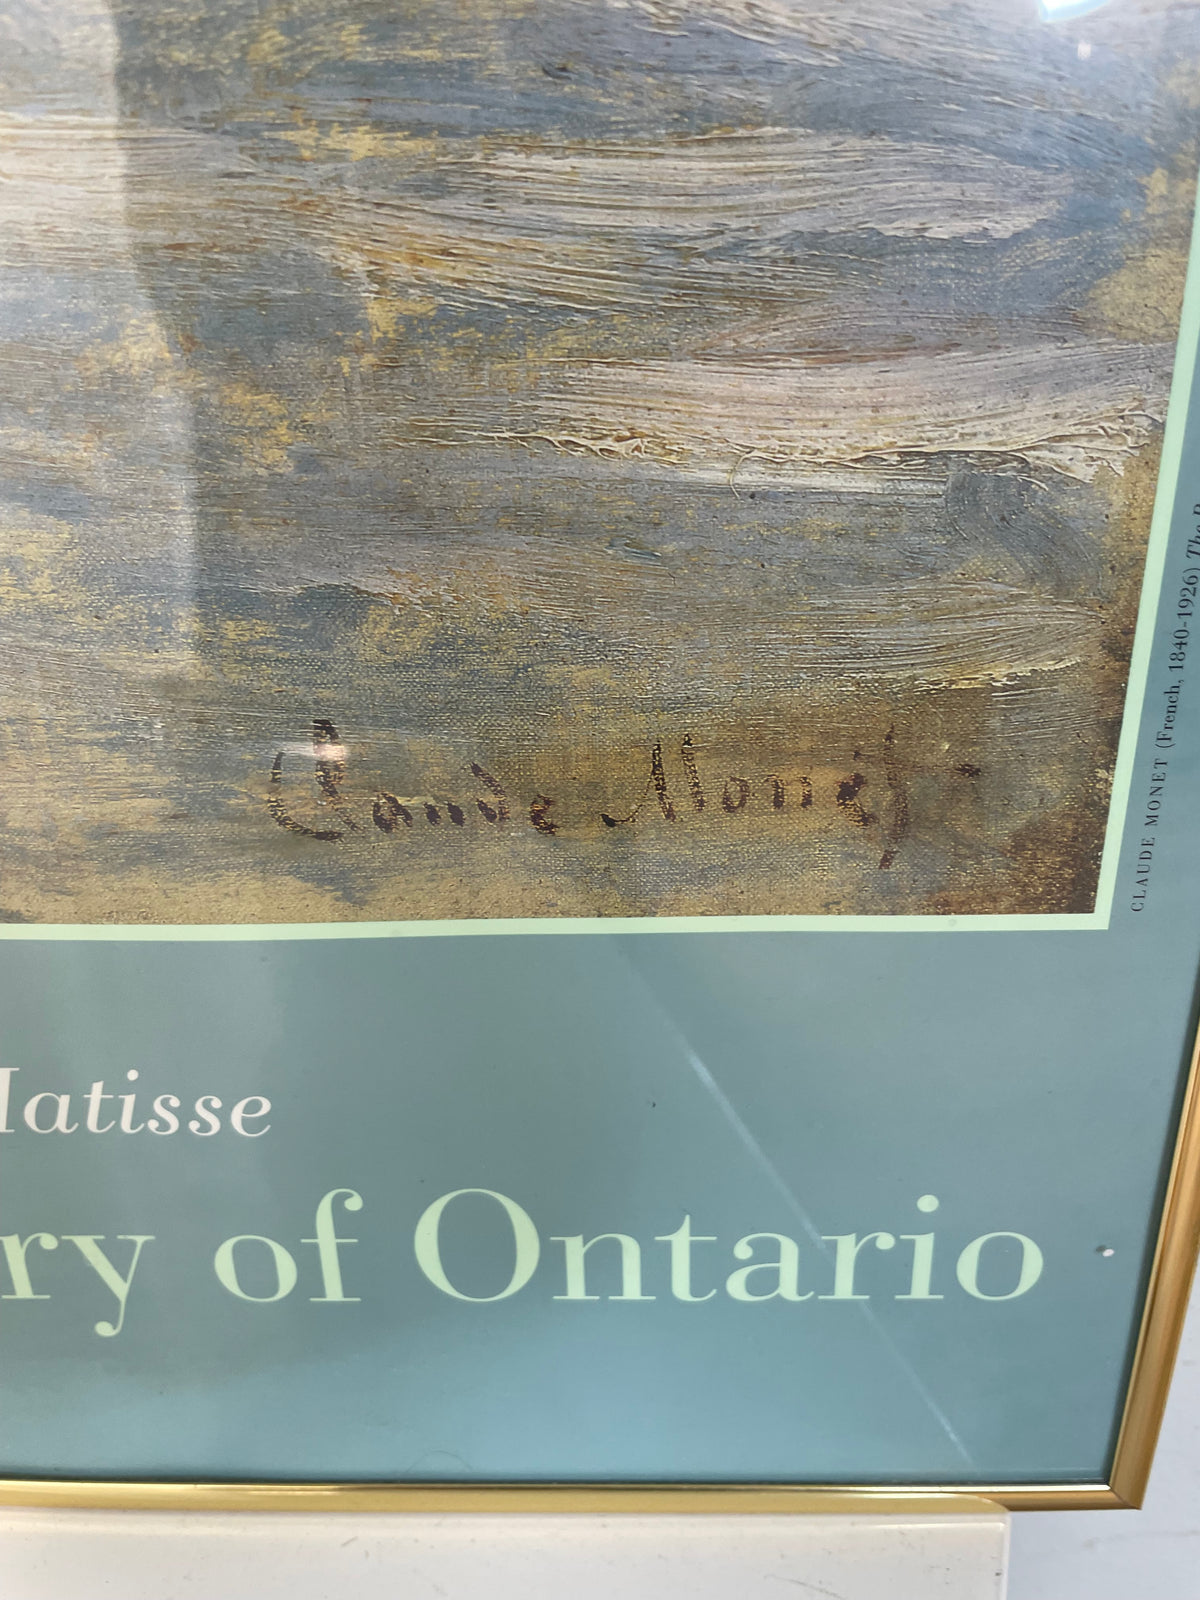 Claude Monet
CLAUDE MONET (French, 1840-1926) The
Matisse
ry of Ontario